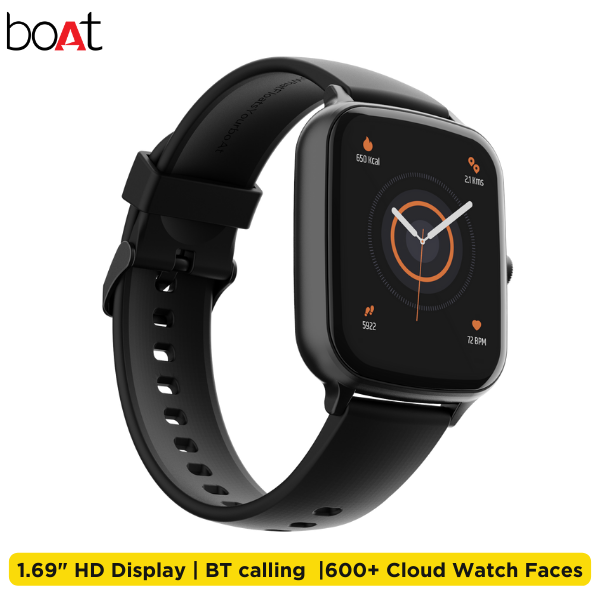 boAt
650 Kcal
2.1 Kms
5922
72 BPM
1.69" HD Display | BT calling |600+ Cloud Watch Faces